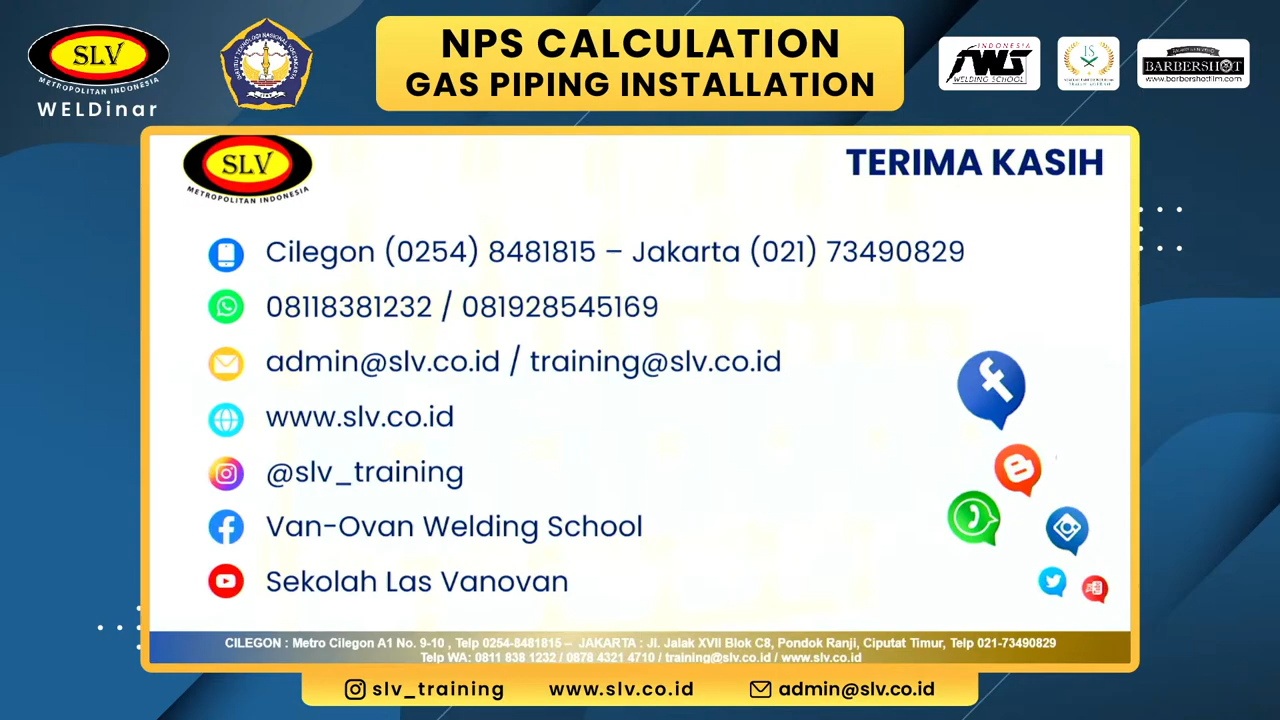 SLV
METROPOLITAN INDONESIA
WELDinar
INSTITUT TEKNOLOGI NASIONAL YOGYAKARTA
NPS CALCULATION
GAS PIPING INSTALLATION
INDONESIA
IWS
WELDING SCHOOL
IS
BARBERSHOT
www.barbershotfilm.com
SLV
METROPOLITAN INDONESIA
TERIMA KASIH
Cilegon (0254) 8481815 – Jakarta (021) 73490829
08118381232 / 081928545169
admin@slv.co.id / training@slv.co.id
www.slv.co.id
@slv_training
Van-Ovan Welding School
Sekolah Las Vanovan
CILEGON : Metro Cilegon A1 No. 9-10 , Telp 0254-8481815 – JAKARTA : Jl. Jalak XVII Blok C8, Pondok Ranji, Ciputat Timur, Telp 021-73490829
Telp WA: 0811 838 1232 / 0878 4321 4710 / training@slv.co.id / www.slv.co.id
slv_training www.slv.co.id admin@slv.co.id